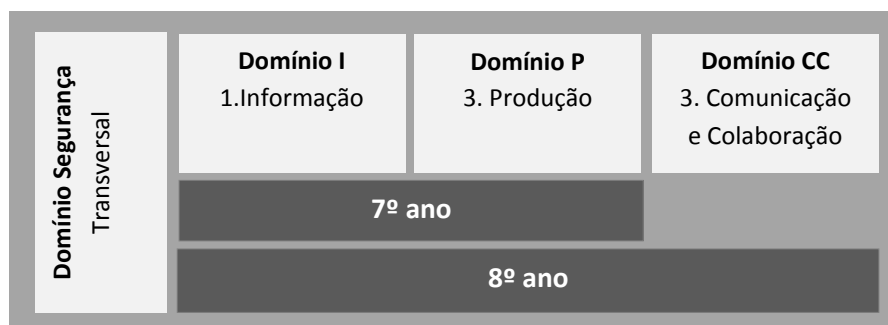 Domínio Segurança
Transversal
Domínio I
1.Informação
Domínio P
3. Produção
Domínio CC
3. Comunicação
e Colaboração
7º ano
8º ano